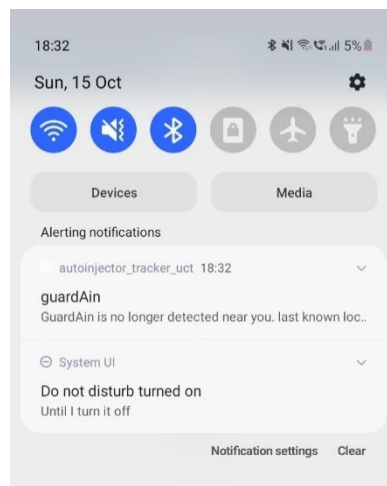 18:32 5%
Sun, 15 Oct
Devices Media
Alerting notifications
autoinjector_tracker_uct 18:32
guardAin
GuardAin is no longer detected near you. last known loc..
System UI
Do not disturb turned on
Until I turn it off
Notification settings Clear